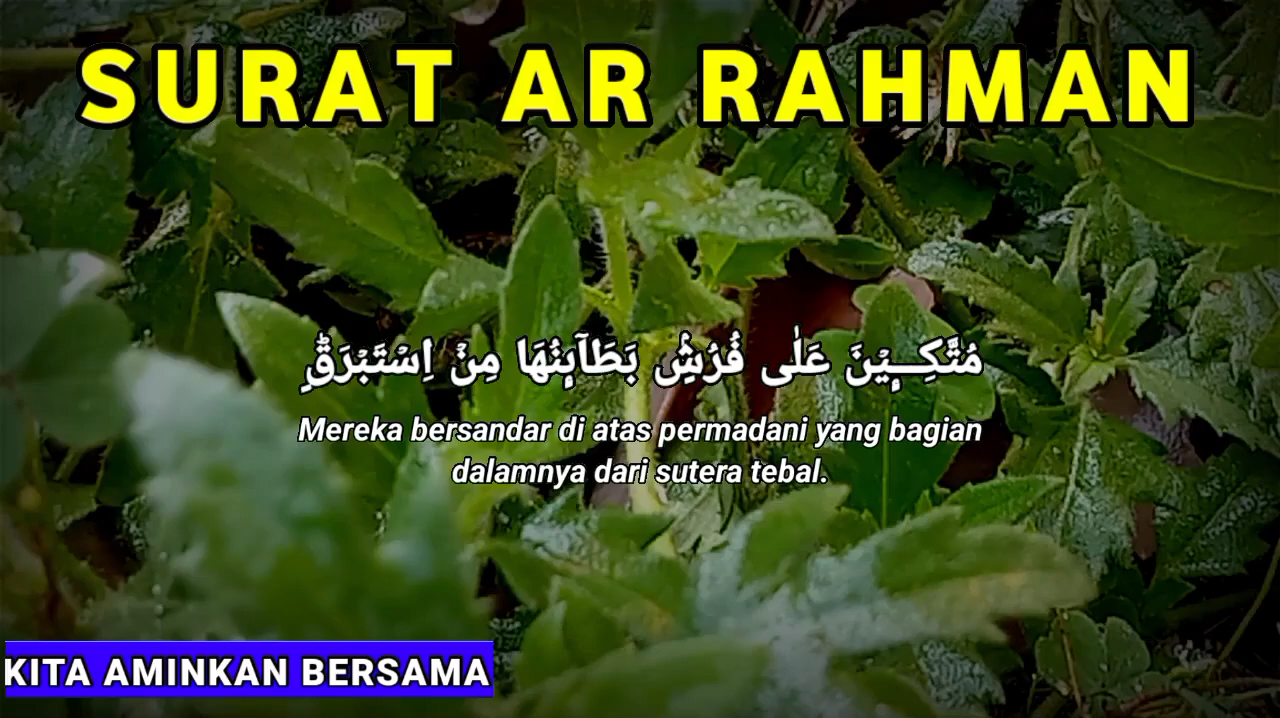 SURAT AR RAHMAN
مُتَّكِـِٕيْنَ عَلٰى فُرُشٍۢ بَطَاۤىِٕنُهَا مِنْ اِسْتَبْرَقٍۗ
Mereka bersandar di atas permadani yang bagian
dalamnya dari sutera tebal.
KITA AMINKAN BERSAMA